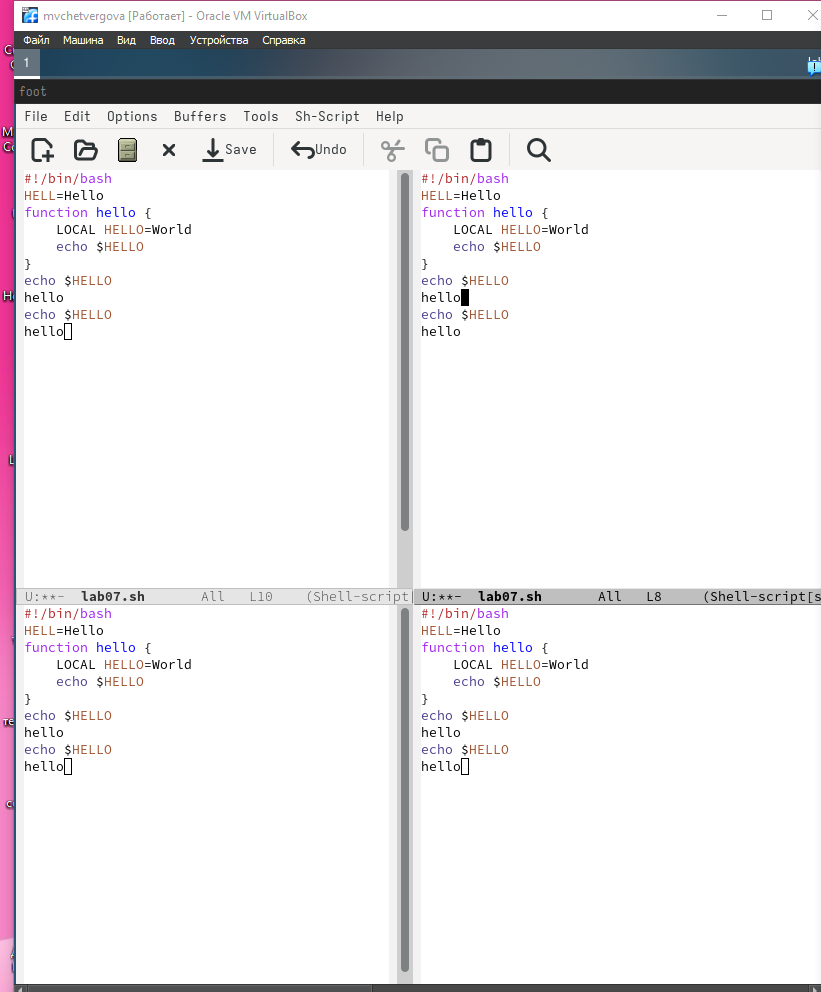 mvchetvergova [Работает] - Oracle VM VirtualBox
Файл Машина Вид Ввод Устройства Справка
1
foot
File Edit Options Buffers Tools Sh-Script Help
Save Undo
#!/bin/bash
HELL=Hello
function hello {
    LOCAL HELLO=World
    echo $HELLO
}
echo $HELLO
hello
echo $HELLO
hello
U:**-  lab07.sh       All   L10    (Shell-script[
#!/bin/bash
HELL=Hello
function hello {
    LOCAL HELLO=World
    echo $HELLO
}
echo $HELLO
hello
echo $HELLO
hello
U:**-  lab07.sh       All   L8     (Shell-script[s
#!/bin/bash
HELL=Hello
function hello {
    LOCAL HELLO=World
    echo $HELLO
}
echo $HELLO
hello
echo $HELLO
hello
#!/bin/bash
HELL=Hello
function hello {
    LOCAL HELLO=World
    echo $HELLO
}
echo $HELLO
hello
echo $HELLO
hello